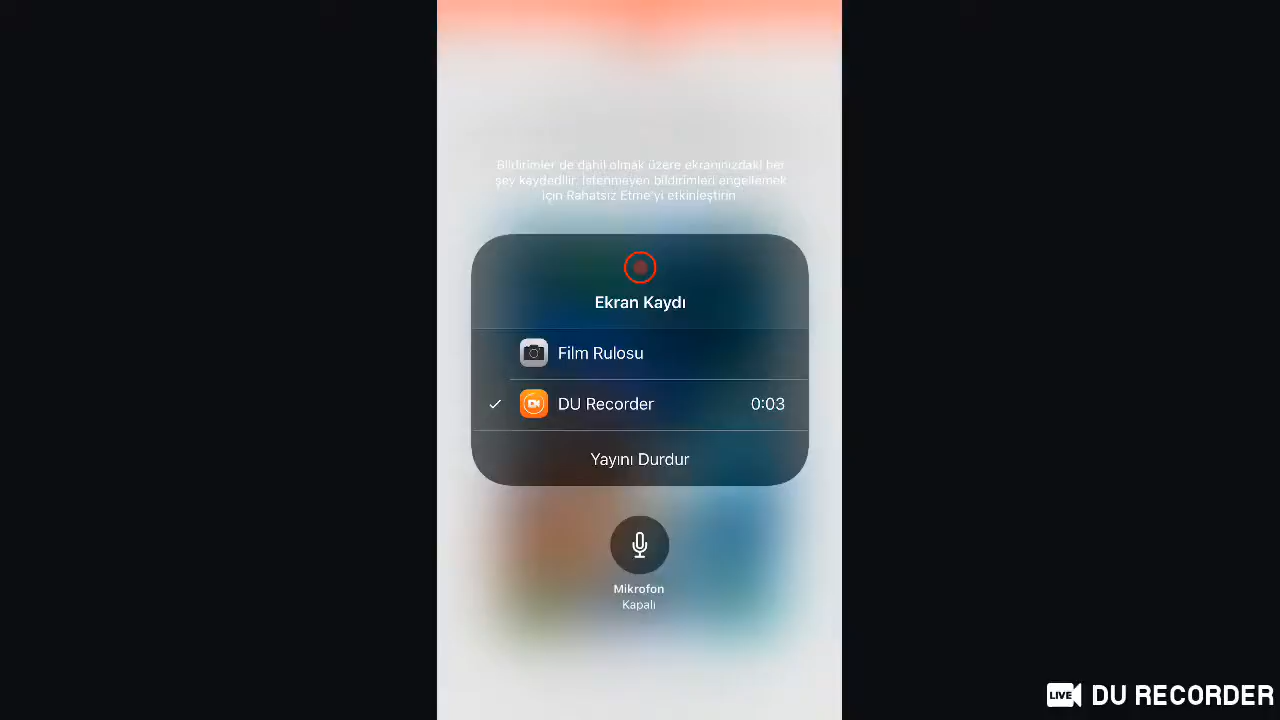 Bildirimler de dahil olmak üzere ekranınızdaki her
şey kaydedilir. İstenmeyen bildirimleri engellemek
için Rahatsız Etme'yi etkinleştirin.
Ekran Kaydı
Film Rulosu
DU Recorder 0:03
Yayını Durdur
Mikrofon
Kapalı
LIVE DU RECORDER